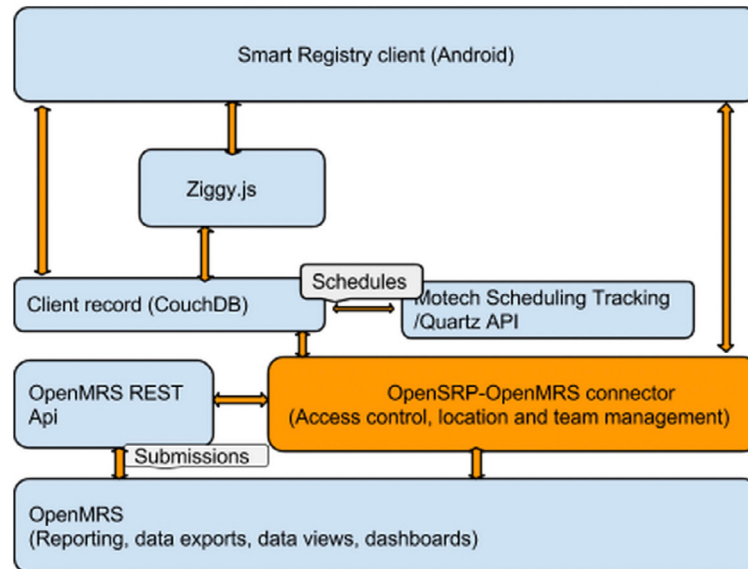 Smart Registry client (Android)
Ziggy.js
Schedules
Client record (CouchDB)
Motech Scheduling Tracking
/Quartz API
OpenMRS REST
Api
OpenSRP-OpenMRS connector
(Access control, location and team management)
Submissions
OpenMRS
(Reporting, data exports, data views, dashboards)